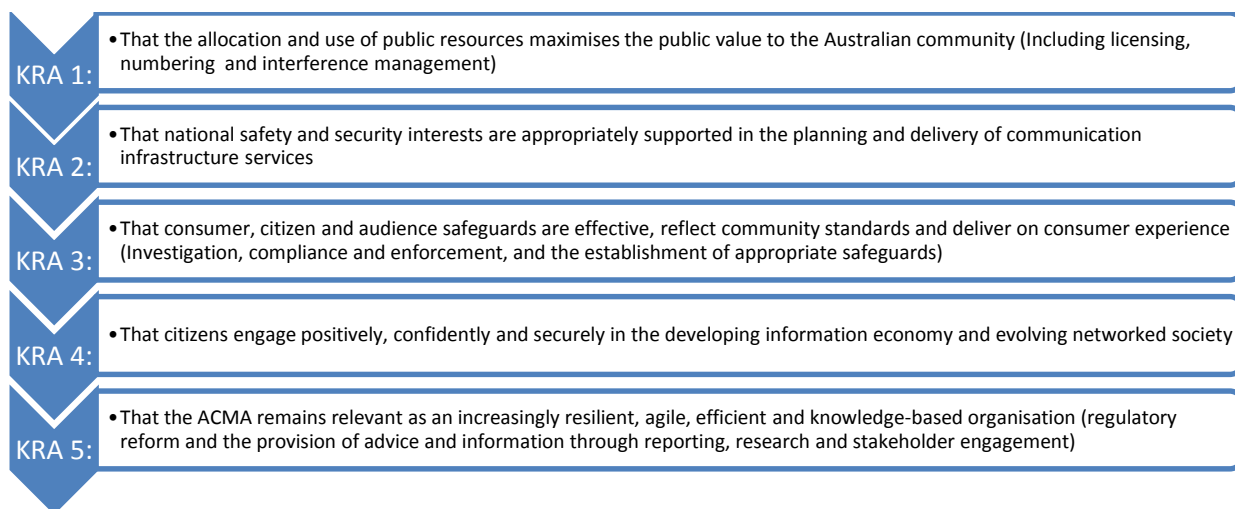 KRA 1:
•That the allocation and use of public resources maximises the public value to the Australian community (Including licensing,
numbering and interference management)
KRA 2:
•That national safety and security interests are appropriately supported in the planning and delivery of communication
infrastructure services
KRA 3:
•That consumer, citizen and audience safeguards are effective, reflect community standards and deliver on consumer experience
(Investigation, compliance and enforcement, and the establishment of appropriate safeguards)
KRA 4:
•That citizens engage positively, confidently and securely in the developing information economy and evolving networked society
KRA 5:
•That the ACMA remains relevant as an increasingly resilient, agile, efficient and knowledge-based organisation (regulatory
reform and the provision of advice and information through reporting, research and stakeholder engagement)